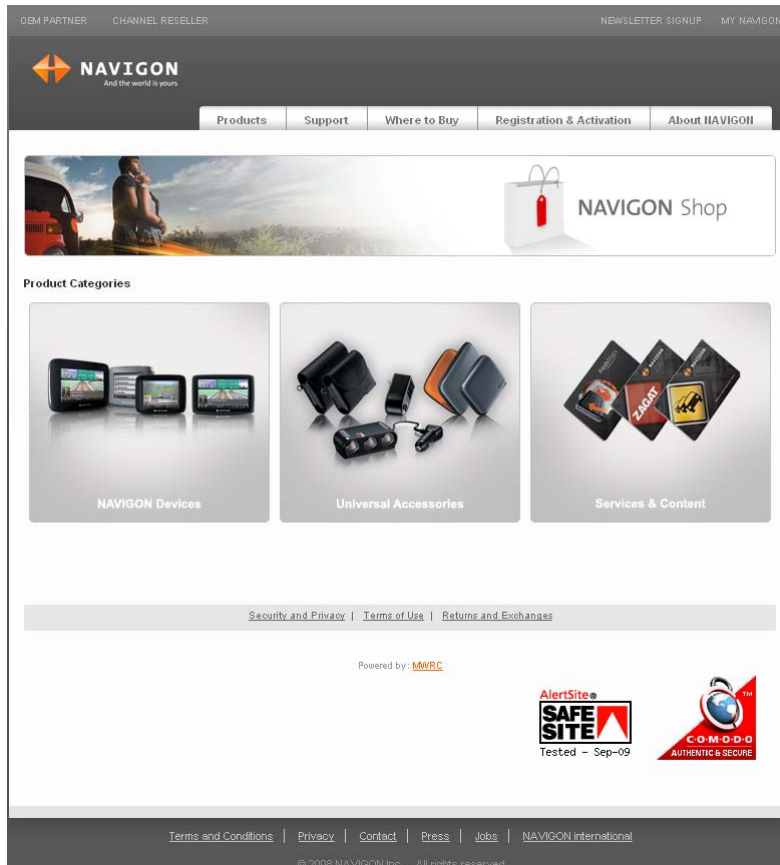 OEM PARTNER CHANNEL RESELLER NEWSLETTER SIGNUP MY NAVIGON
NAVIGON
And the world is yours
Products Support Where to Buy Registration & Activation About NAVIGON
NAVIGON Shop
Product Categories
ZAGAT
NAVIGON Devices Universal Accessories Services & Content
Security and Privacy | Terms of Use | Returns and Exchanges
Powered by: MWRC
AlertSite®
SAFE
SITE
Tested - Sep-09
TM
C·O·M·O·D·O
AUTHENTIC & SECURE
Terms and Conditions | Privacy | Contact | Press | Jobs | NAVIGON international
© 2008 NAVIGON Inc. All rights reserved